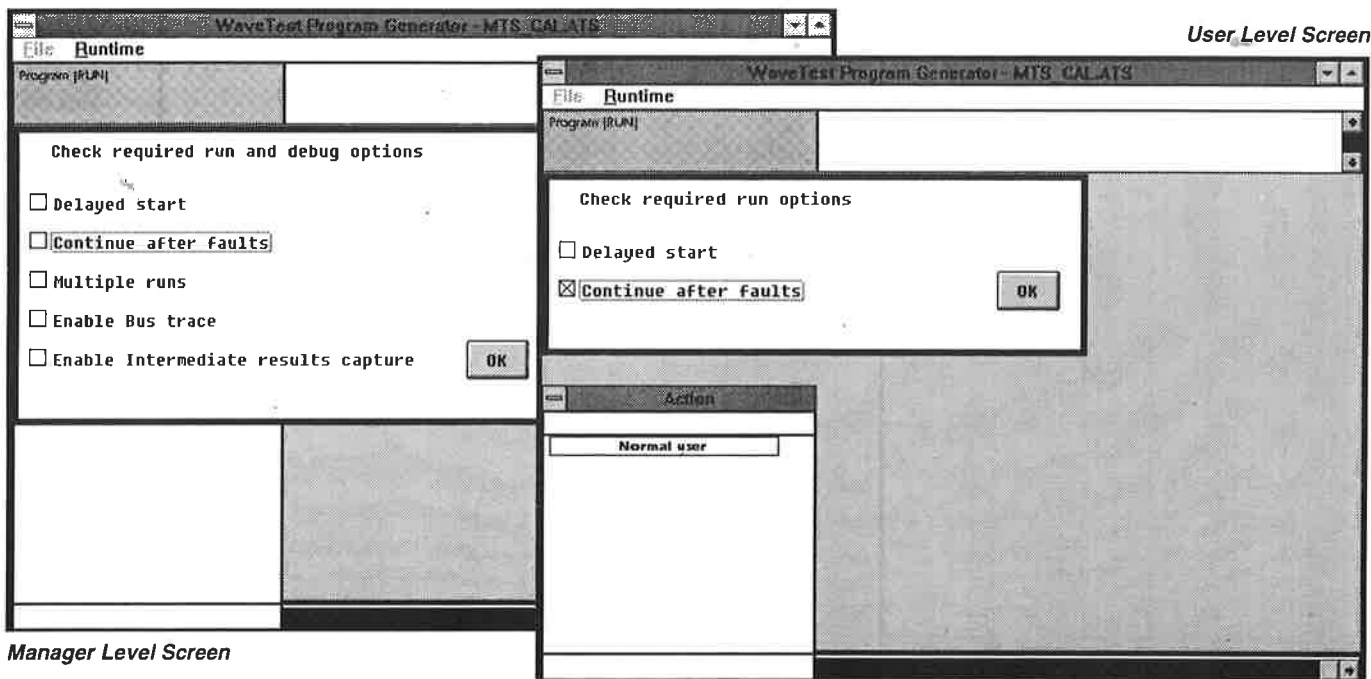 WaveTest Program Generator - MTS_CAL.ATS
File Runtime
Program [RUN]
Check required run and debug options
Delayed start
Continue after faults
Multiple runs
Enable Bus trace
Enable Intermediate results capture
OK
Manager Level Screen
User Level Screen
WaveTest Program Generator - MTS_CAL.ATS
File Runtime
Program [RUN]
Check required run options
Delayed start
Continue after faults
OK
Action
Normal user